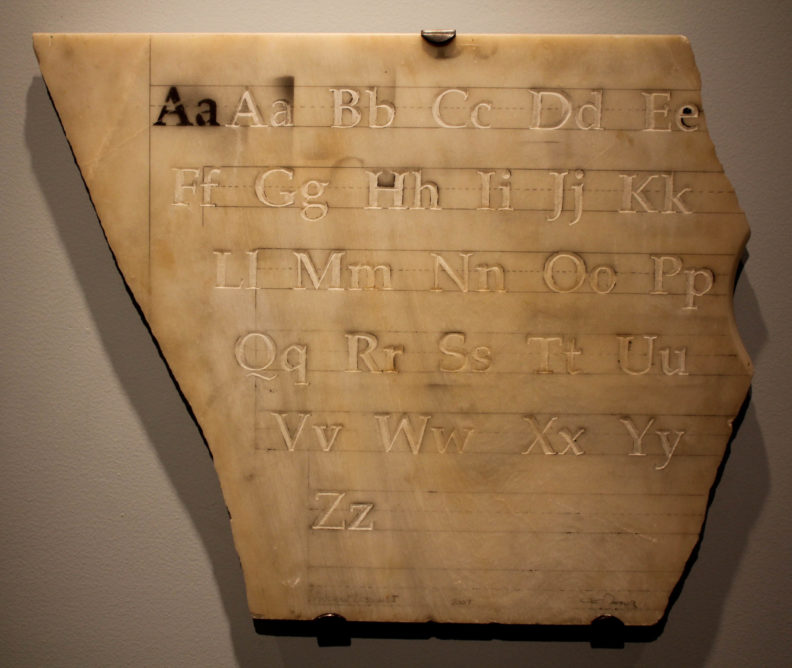 Aa Aa Bb Cc Dd Ee
Ff Gg Hh Ii Jj Kk
Ll Mm Nn Oo Pp
Qq Rr Ss Tt Uu
Vv Ww Xx Yy
Zz